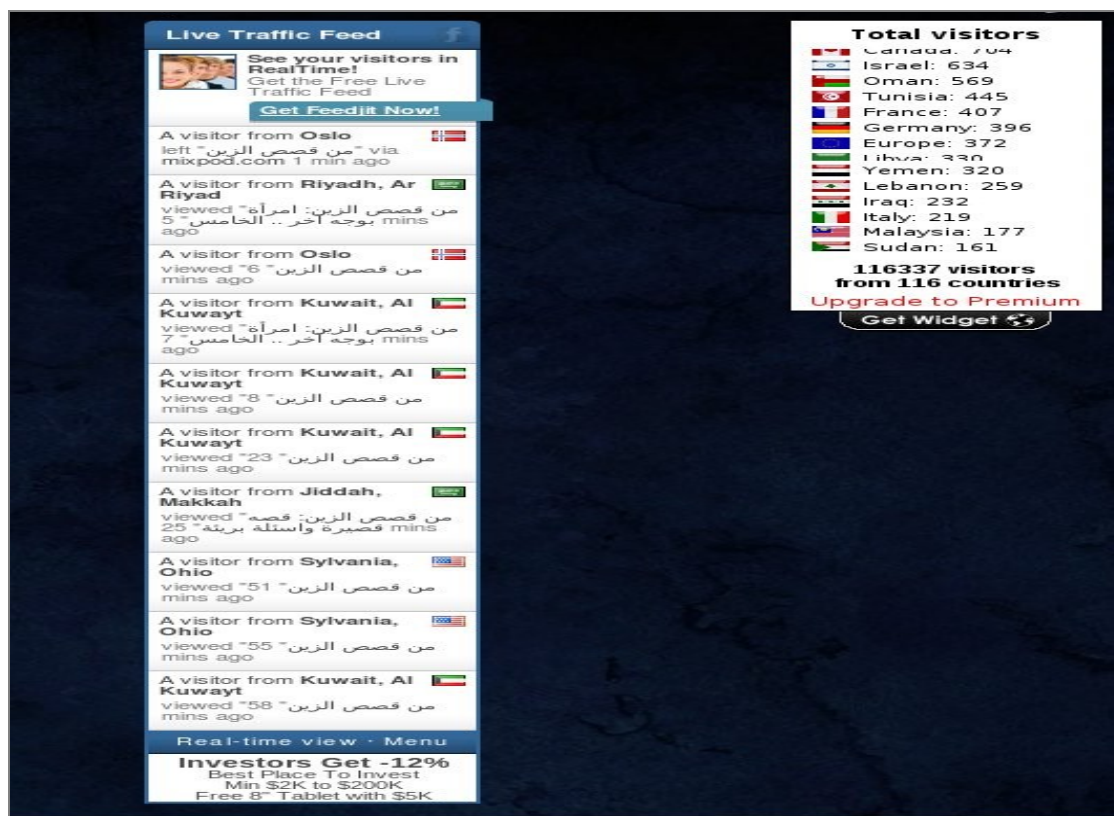 Live Traffic Feed
See your visitors in
RealTime!
Get the Free Live
Traffic Feed
Get Feedjit Now!
A visitor from Oslo
left "من قصص الزين" via
mixpod.com 1 min ago
A visitor from Riyadh, Ar
Riyad
viewed "من قصص الزين: امرأة
بوجه آخر .. الخامس" 5 mins
ago
A visitor from Oslo
viewed "من قصص الزين" 6
mins ago
A visitor from Kuwait, Al
Kuwayt
viewed "من قصص الزين: امرأة
بوجه آخر .. الخامس" 7 mins
ago
A visitor from Kuwait, Al
Kuwayt
viewed "من قصص الزين" 8
mins ago
A visitor from Kuwait, Al
Kuwayt
viewed "من قصص الزين" 23
mins ago
A visitor from Jiddah,
Makkah
viewed "من قصص الزين: قصه
قصيرة واسئلة بريئة" 25 mins
ago
A visitor from Sylvania,
Ohio
viewed "من قصص الزين" 51
mins ago
A visitor from Sylvania,
Ohio
viewed "من قصص الزين" 55
mins ago
A visitor from Kuwait, Al
Kuwayt
viewed "من قصص الزين" 58
mins ago
Real-time view · Menu
Investors Get -12%
Best Place To Invest
Min $2K to $200K
Free 8" Tablet with $5K
Total visitors
Canada: 704
Israel: 634
Oman: 569
Tunisia: 445
France: 407
Germany: 396
Europe: 372
Libya: 330
Yemen: 320
Lebanon: 259
Iraq: 232
Italy: 219
Malaysia: 177
Sudan: 161
116337 visitors
from 116 countries
Upgrade to Premium
Get Widget